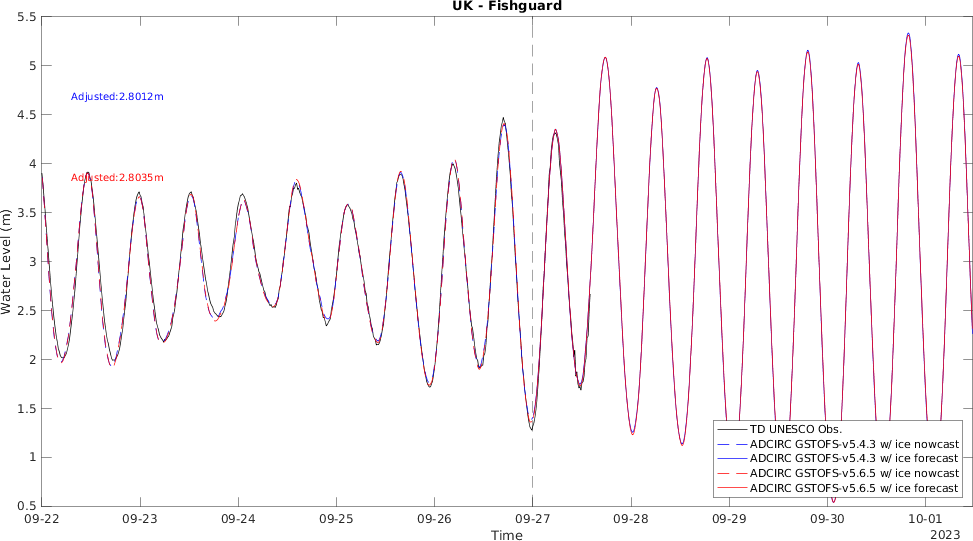 UK - Fishguard
5.5
5
4.5
4
3.5
3
2.5
2
1.5
1
0.5
Water Level (m)
Adjusted:2.8012m
Adjusted:2.8035m
TD UNESCO Obs.
ADCIRC GSTOFS-v5.4.3 w/ ice nowcast
ADCIRC GSTOFS-v5.4.3 w/ ice forecast
ADCIRC GSTOFS-v5.6.5 w/ ice nowcast
ADCIRC GSTOFS-v5.6.5 w/ ice forecast
09-22 09-23 09-24 09-25 09-26 09-27 09-28 09-29 09-30 10-01
Time
2023